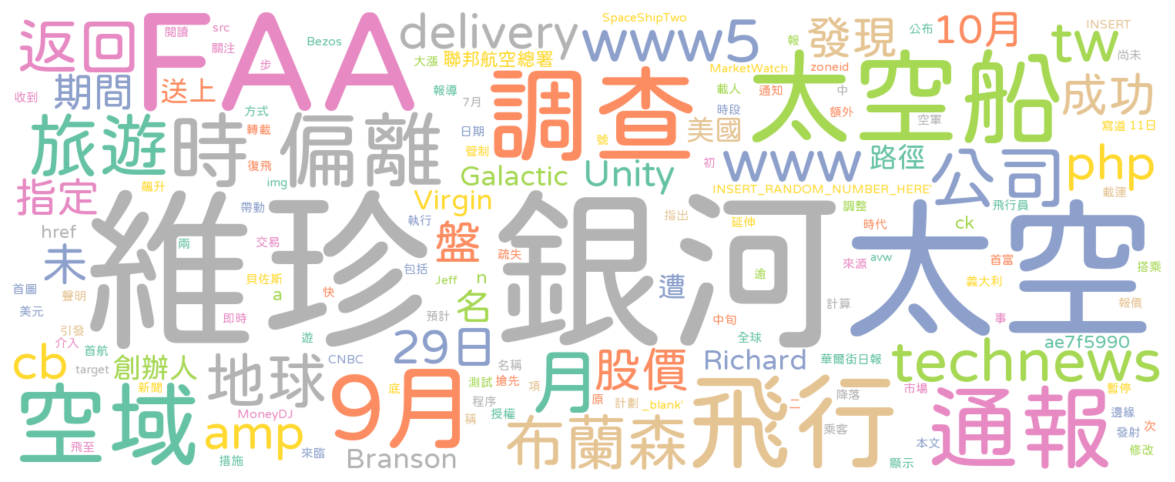 返回
FAA
閱讀
src
關注
Bezos
步
大漲
delivery
聯邦航空總署
SpaceShipTwo
www5
發現
報
公布
10月
tw
INSERT
尚未
收到
期間
送上
方式
轉載
復飛
img
報導
7月
日期
管制
MarketWatch
zoneid
載人
通知
中
時段
額外
空軍
號
美國
調查
太空船
成功
寫道
11日
旅遊
時
偏離
初
www
路徑
公司
php
載運
指定
飆升
帶動
Galactic
Unity
INSERT_RANDOM_NUMBER_HERE'
飛行員
href
Virgin
執行
指出
延伸
調整
時代
ck
搭乘
未
維珍
銀河
太空
兩
交易
盤
疏失
遭
來源
avw
首富
義大利
首圖
聲明
貝佐斯
包括
Jeff
n
逾
報價
美元
a
快
名
計算
事
即時
預計
中旬
引發
介入
遊
全球
ae7f5990
cb
首航
創辦人
地球
29日
CNBC
名稱
月
股價
Richard
華爾街日報
technews
target
新聞
底
測試
搶先
項
原
計劃
_blank'
降落
市場
暫停
空域
MoneyDJ
9月
程序
授權
稱
飛行
二
通報
邊緣
發射
次
飛至
措施
amp
來臨
Branson
布蘭森
乘客
本文
顯示
修改